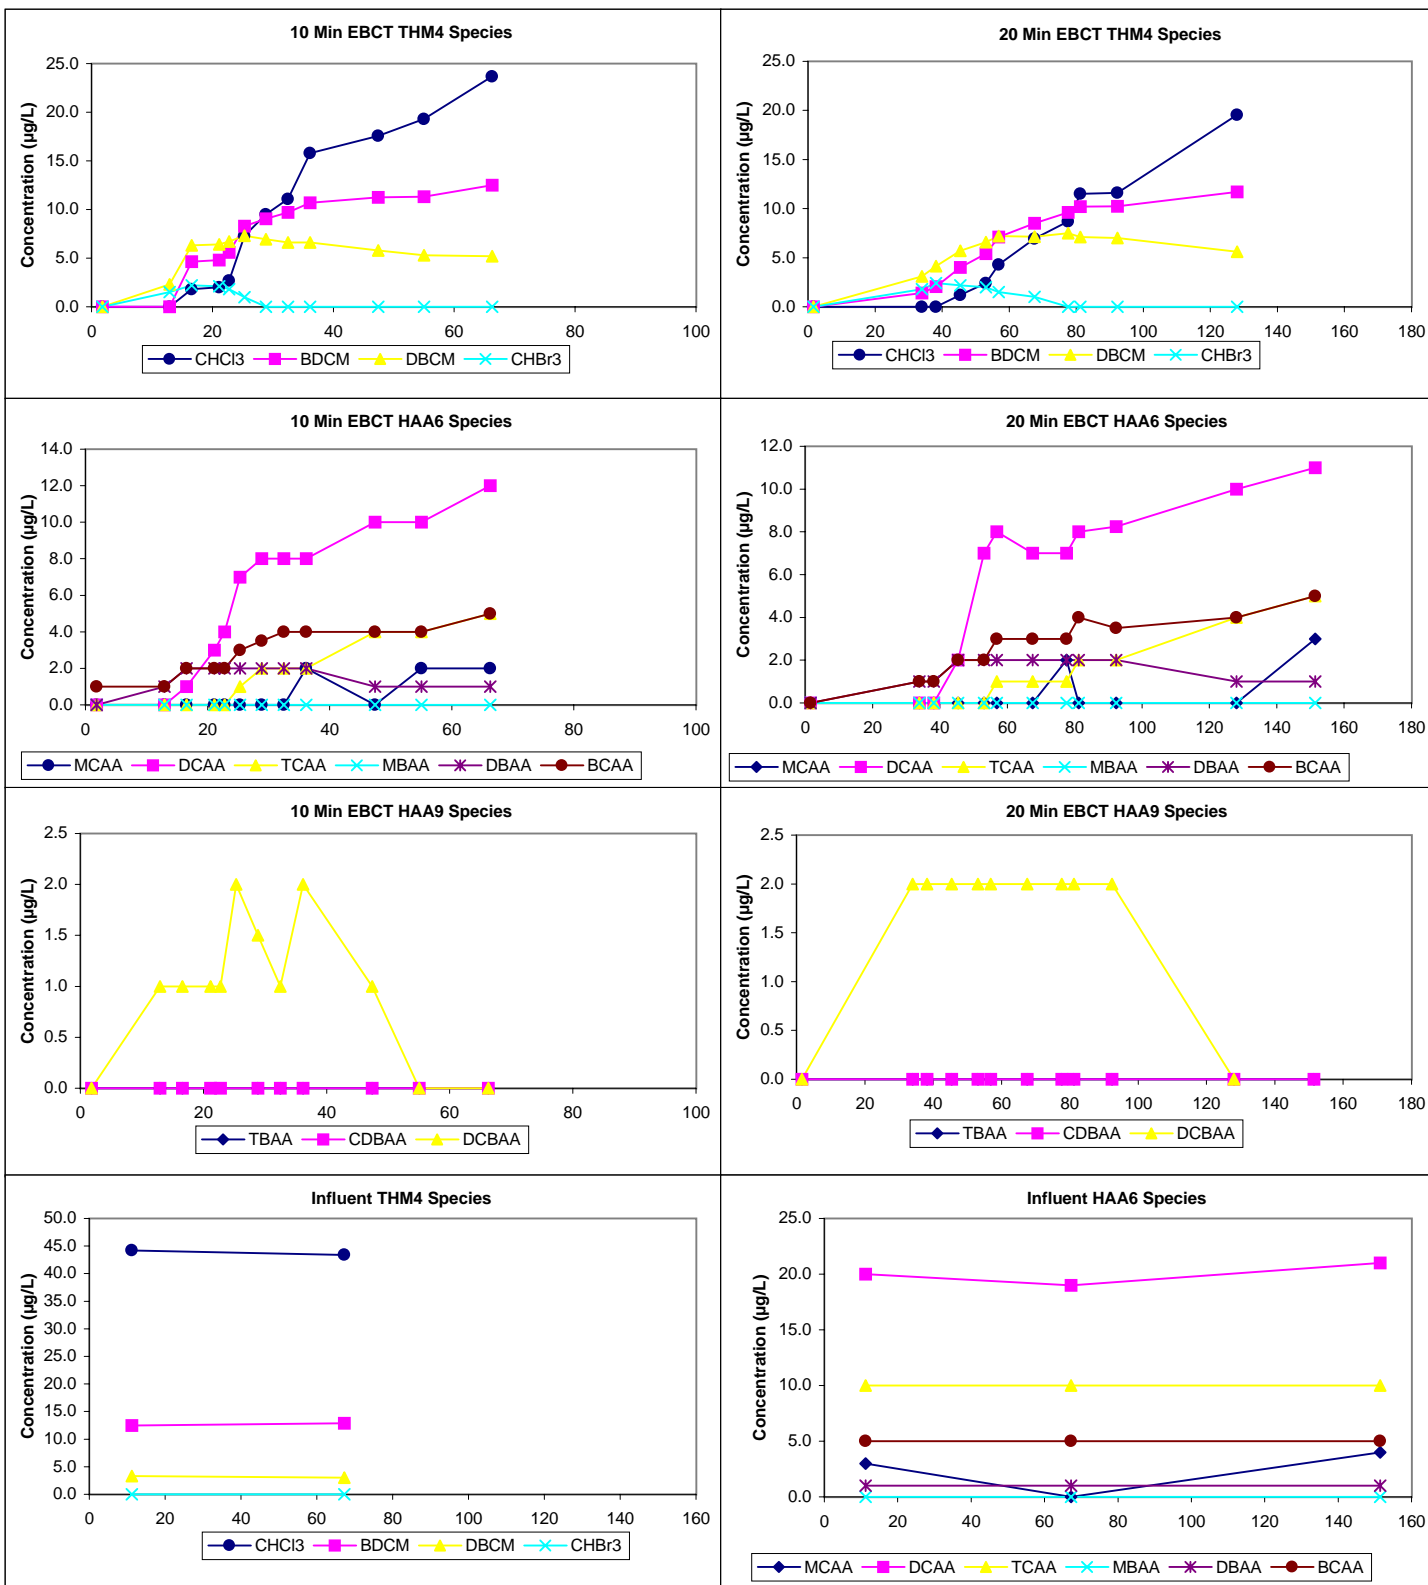 10 Min EBCT THM4 Species
Concentration (µg/L)
25.0
20.0
15.0
10.0
5.0
0.0
0 20 40 60 80 100
CHCl3 BDCM DBCM CHBr3
20 Min EBCT THM4 Species
Concentration (µg/L)
25.0
20.0
15.0
10.0
5.0
0.0
0 20 40 60 80 100 120 140 160 180
CHCl3 BDCM DBCM CHBr3
10 Min EBCT HAA6 Species
Concentration (µg/L)
14.0
12.0
10.0
8.0
6.0
4.0
2.0
0.0
0 20 40 60 80 100
MCAA DCAA TCAA MBAA DBAA BCAA
20 Min EBCT HAA6 Species
Concentration (µg/L)
12.0
10.0
8.0
6.0
4.0
2.0
0.0
0 20 40 60 80 100 120 140 160 180
MCAA DCAA TCAA MBAA DBAA BCAA
10 Min EBCT HAA9 Species
Concentration (µg/L)
2.5
2.0
1.5
1.0
0.5
0.0
0 20 40 60 80 100
TBAA CDBAA DCBAA
20 Min EBCT HAA9 Species
Concentration (µg/L)
2.5
2.0
1.5
1.0
0.5
0.0
0 20 40 60 80 100 120 140 160 180
TBAA CDBAA DCBAA
Influent THM4 Species
Concentration (µg/L)
50.0
45.0
40.0
35.0
30.0
25.0
20.0
15.0
10.0
5.0
0.0
0 20 40 60 80 100 120 140 160
CHCl3 BDCM DBCM CHBr3
Influent HAA6 Species
Concentration (µg/L)
25.0
20.0
15.0
10.0
5.0
0.0
0 20 40 60 80 100 120 140 160
MCAA DCAA TCAA MBAA DBAA BCAA